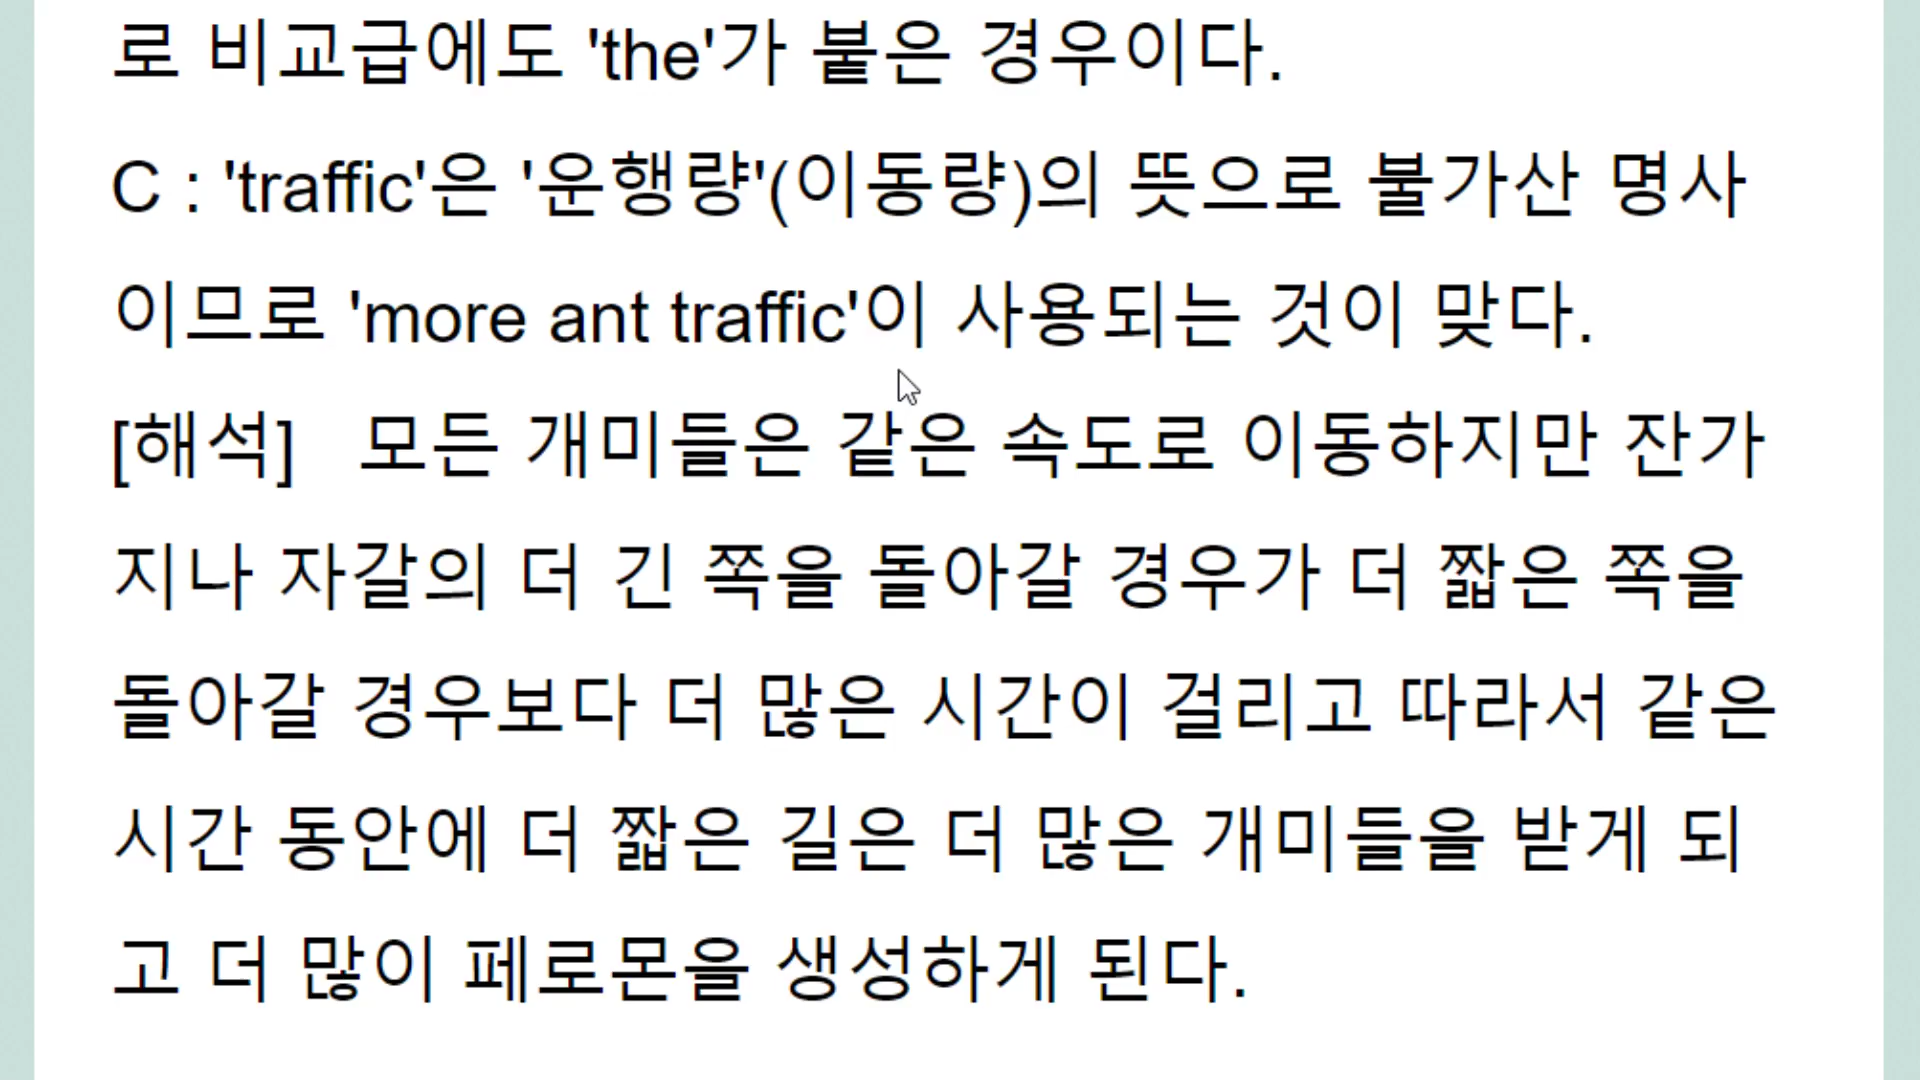 로 비교급에도 'the'가 붙은 경우이다.
C : 'traffic'은 '운행량'(이동량)의 뜻으로 불가산 명사
이므로 'more ant traffic'이 사용되는 것이 맞다.
[해석] 모든 개미들은 같은 속도로 이동하지만 잔가
지나 자갈의 더 긴 쪽을 돌아갈 경우가 더 짧은 쪽을
돌아갈 경우보다 더 많은 시간이 걸리고 따라서 같은
시간 동안에 더 짧은 길은 더 많은 개미들을 받게 되
고 더 많이 페로몬을 생성하게 된다.